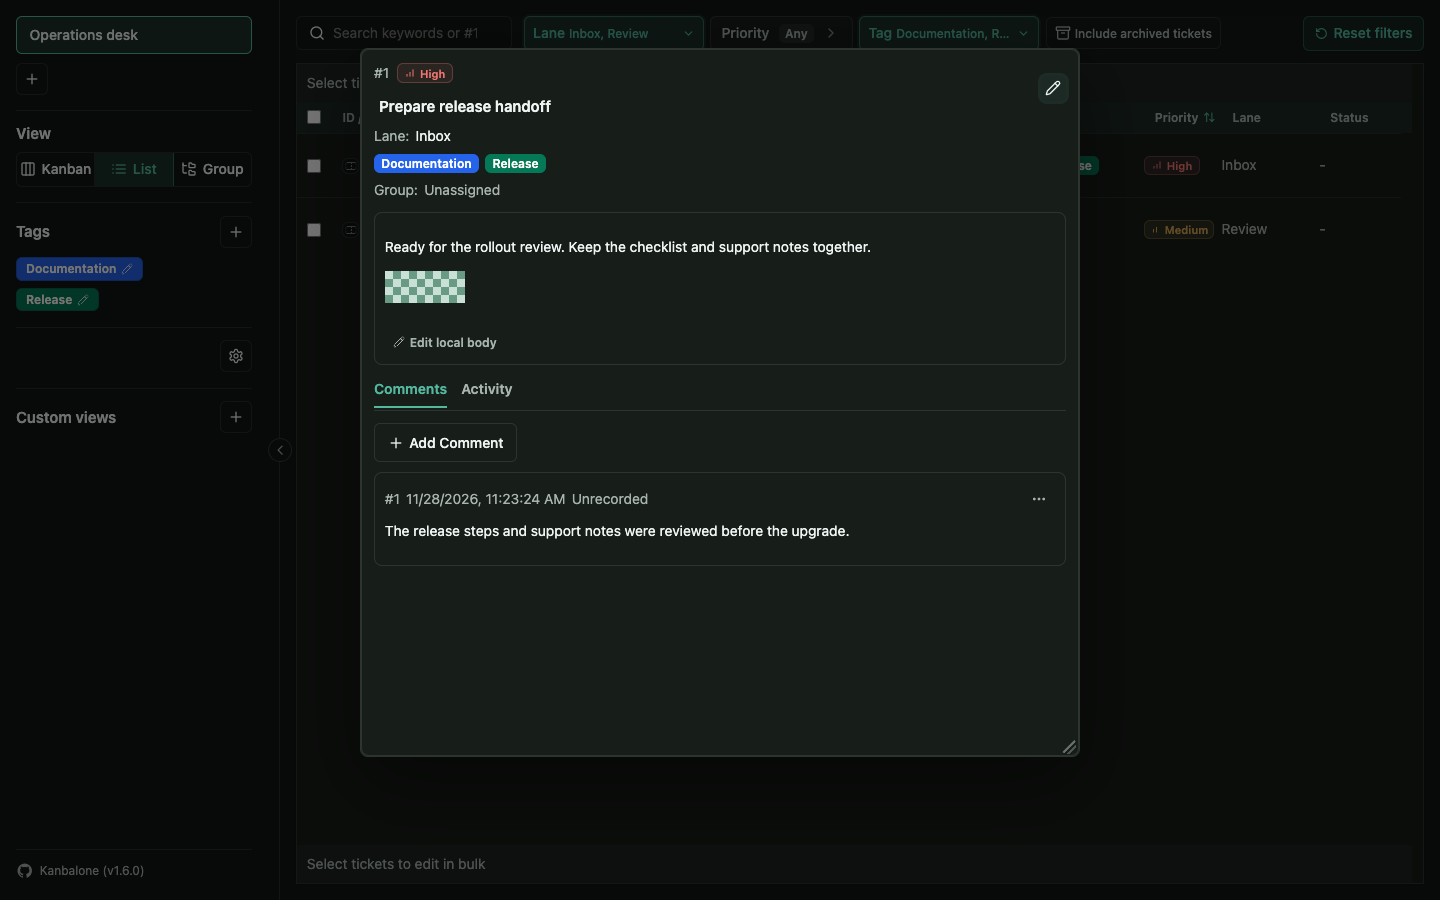 Operations desk
View
Kanban
List
Group
Tags
Documentation
Release
Custom views
Kanbalone (v1.6.0)
Search keywords or #1
Lane Inbox, Review
Priority Any
Tag Documentation, R...
Include archived tickets
Reset filters
Select ti
ID /
Priority
Lane
Status
se
High
Inbox
-
Medium
Review
-
Select tickets to edit in bulk
#1
High
Prepare release handoff
Lane: Inbox
Documentation
Release
Group: Unassigned
Ready for the rollout review. Keep the checklist and support notes together.
Edit local body
Comments
Activity
Add Comment
#1 11/28/2026, 11:23:24 AM Unrecorded
The release steps and support notes were reviewed before the upgrade.